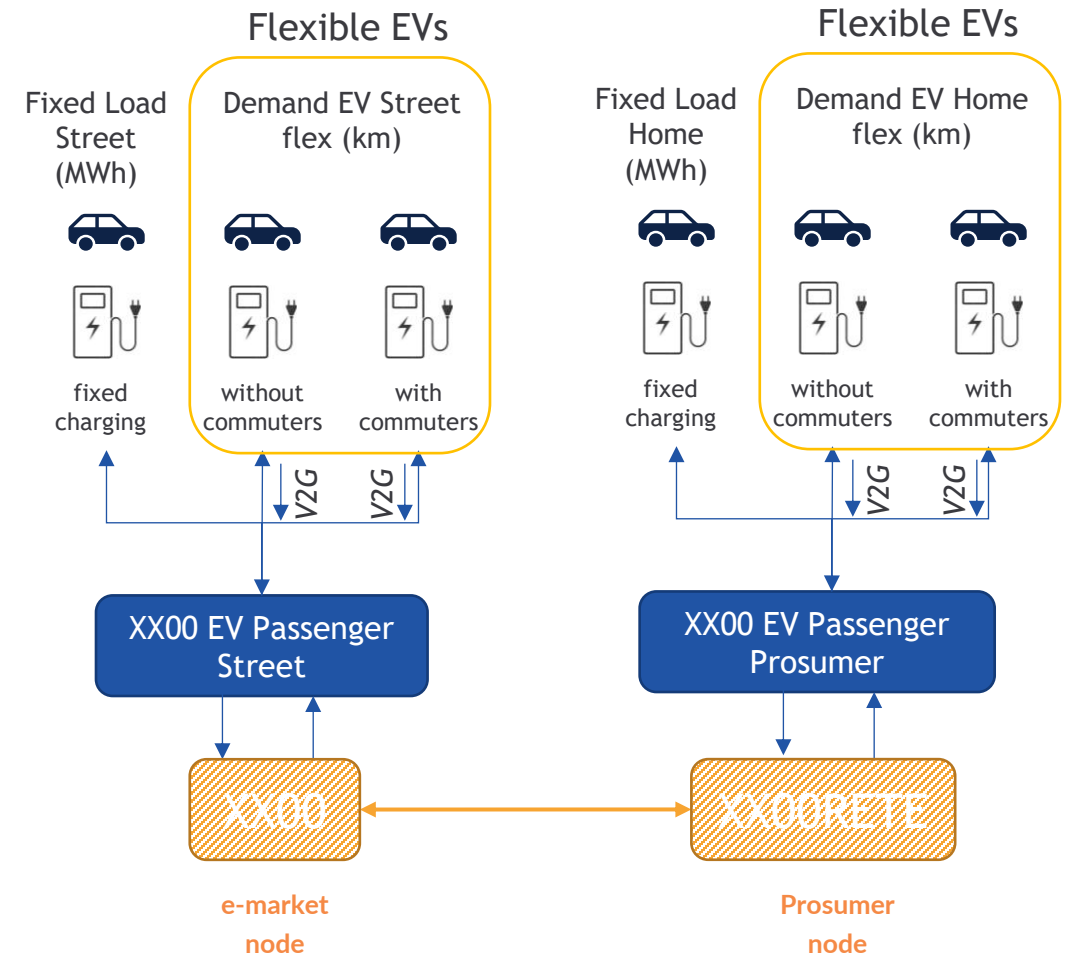 Flexible EVs
Fixed Load
Street
(MWh)
Demand EV Street
flex (km)
fixed
charging
without
commuters
with
commuters
V2G
V2G
XX00 EV Passenger
Street
XX00
e-market
node
Flexible EVs
Fixed Load
Home
(MWh)
Demand EV Home
flex (km)
fixed
charging
without
commuters
with
commuters
V2G
V2G
XX00 EV Passenger
Prosumer
XX00RETE
Prosumer
node